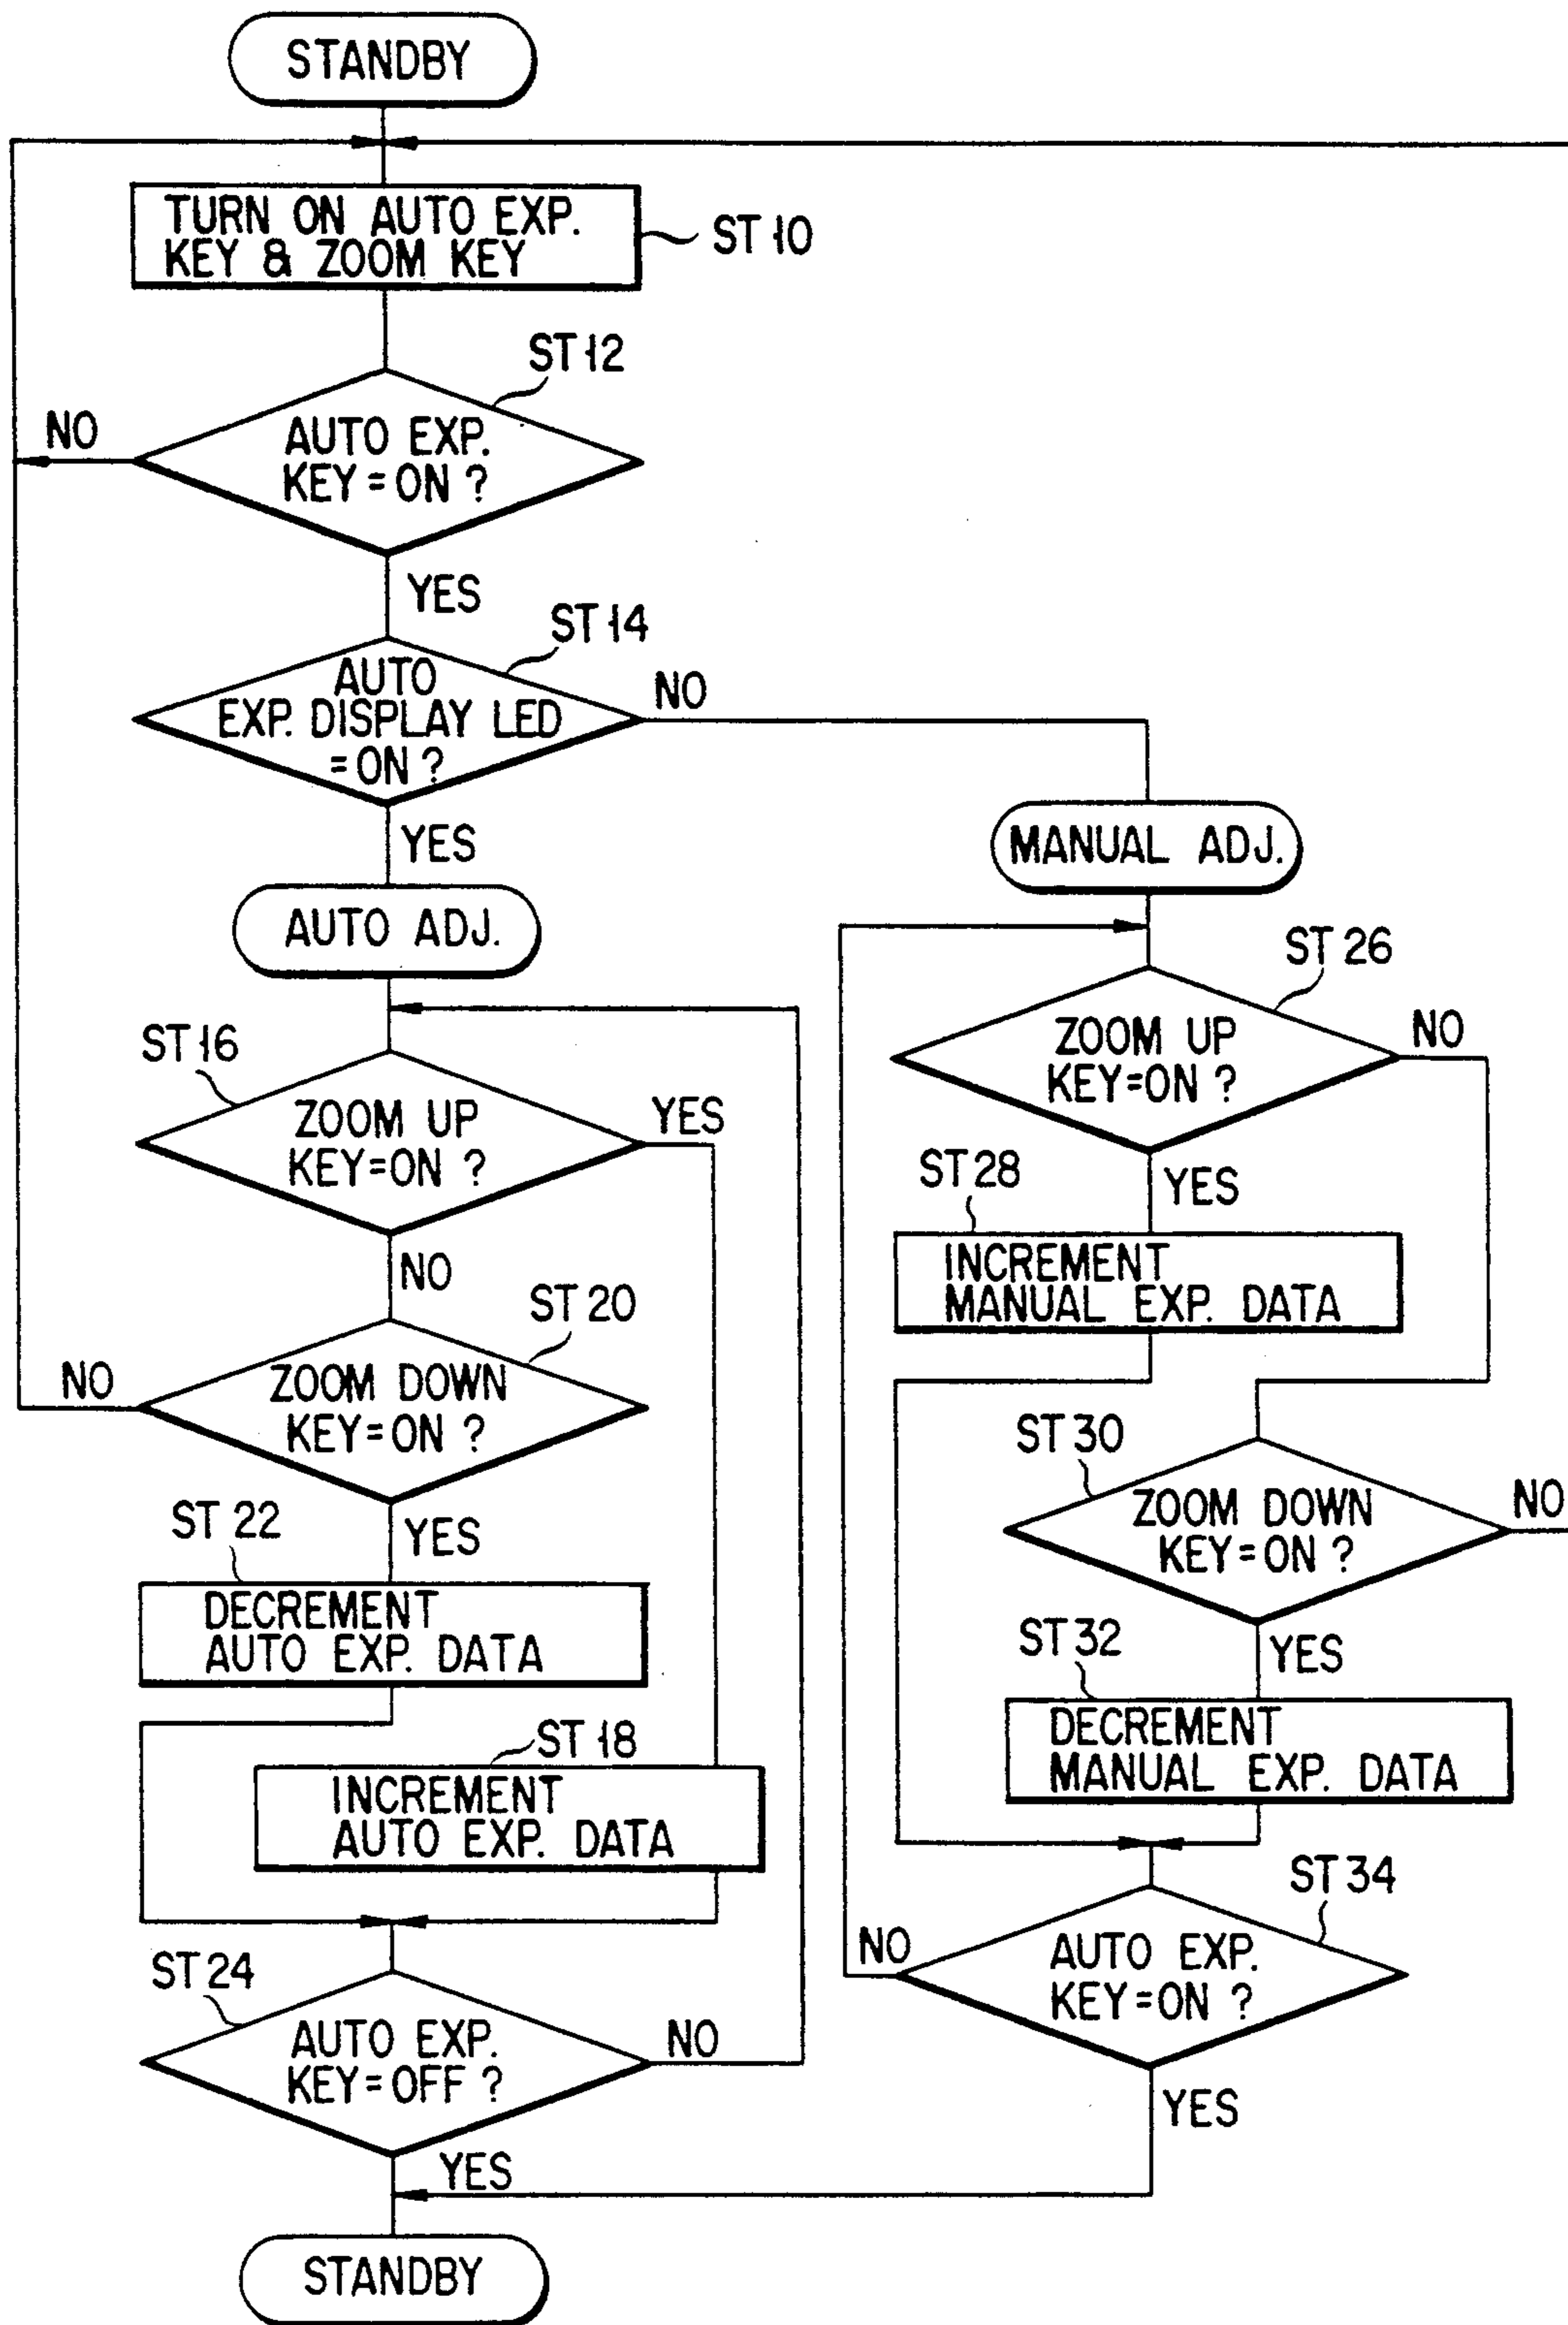 STANDBY
TURN ON AUTO EXP.
KEY & ZOOM KEY
ST10
ST12
AUTO EXP.
KEY=ON ?
NO
YES
ST14
AUTO
EXP. DISPLAY LED
=ON ?
NO
YES
AUTO ADJ.
ST16
ZOOM UP
KEY=ON ?
YES
NO
ST20
ZOOM DOWN
KEY=ON ?
NO
YES
ST22
DECREMENT
AUTO EXP. DATA
ST18
INCREMENT
AUTO EXP. DATA
ST24
AUTO EXP.
KEY=OFF ?
NO
YES
STANDBY
MANUAL ADJ.
ST26
ZOOM UP
KEY=ON ?
NO
YES
ST28
INCREMENT
MANUAL EXP. DATA
ST30
ZOOM DOWN
KEY=ON ?
NO
YES
ST32
DECREMENT
MANUAL EXP. DATA
ST34
AUTO EXP.
KEY=ON ?
NO
YES